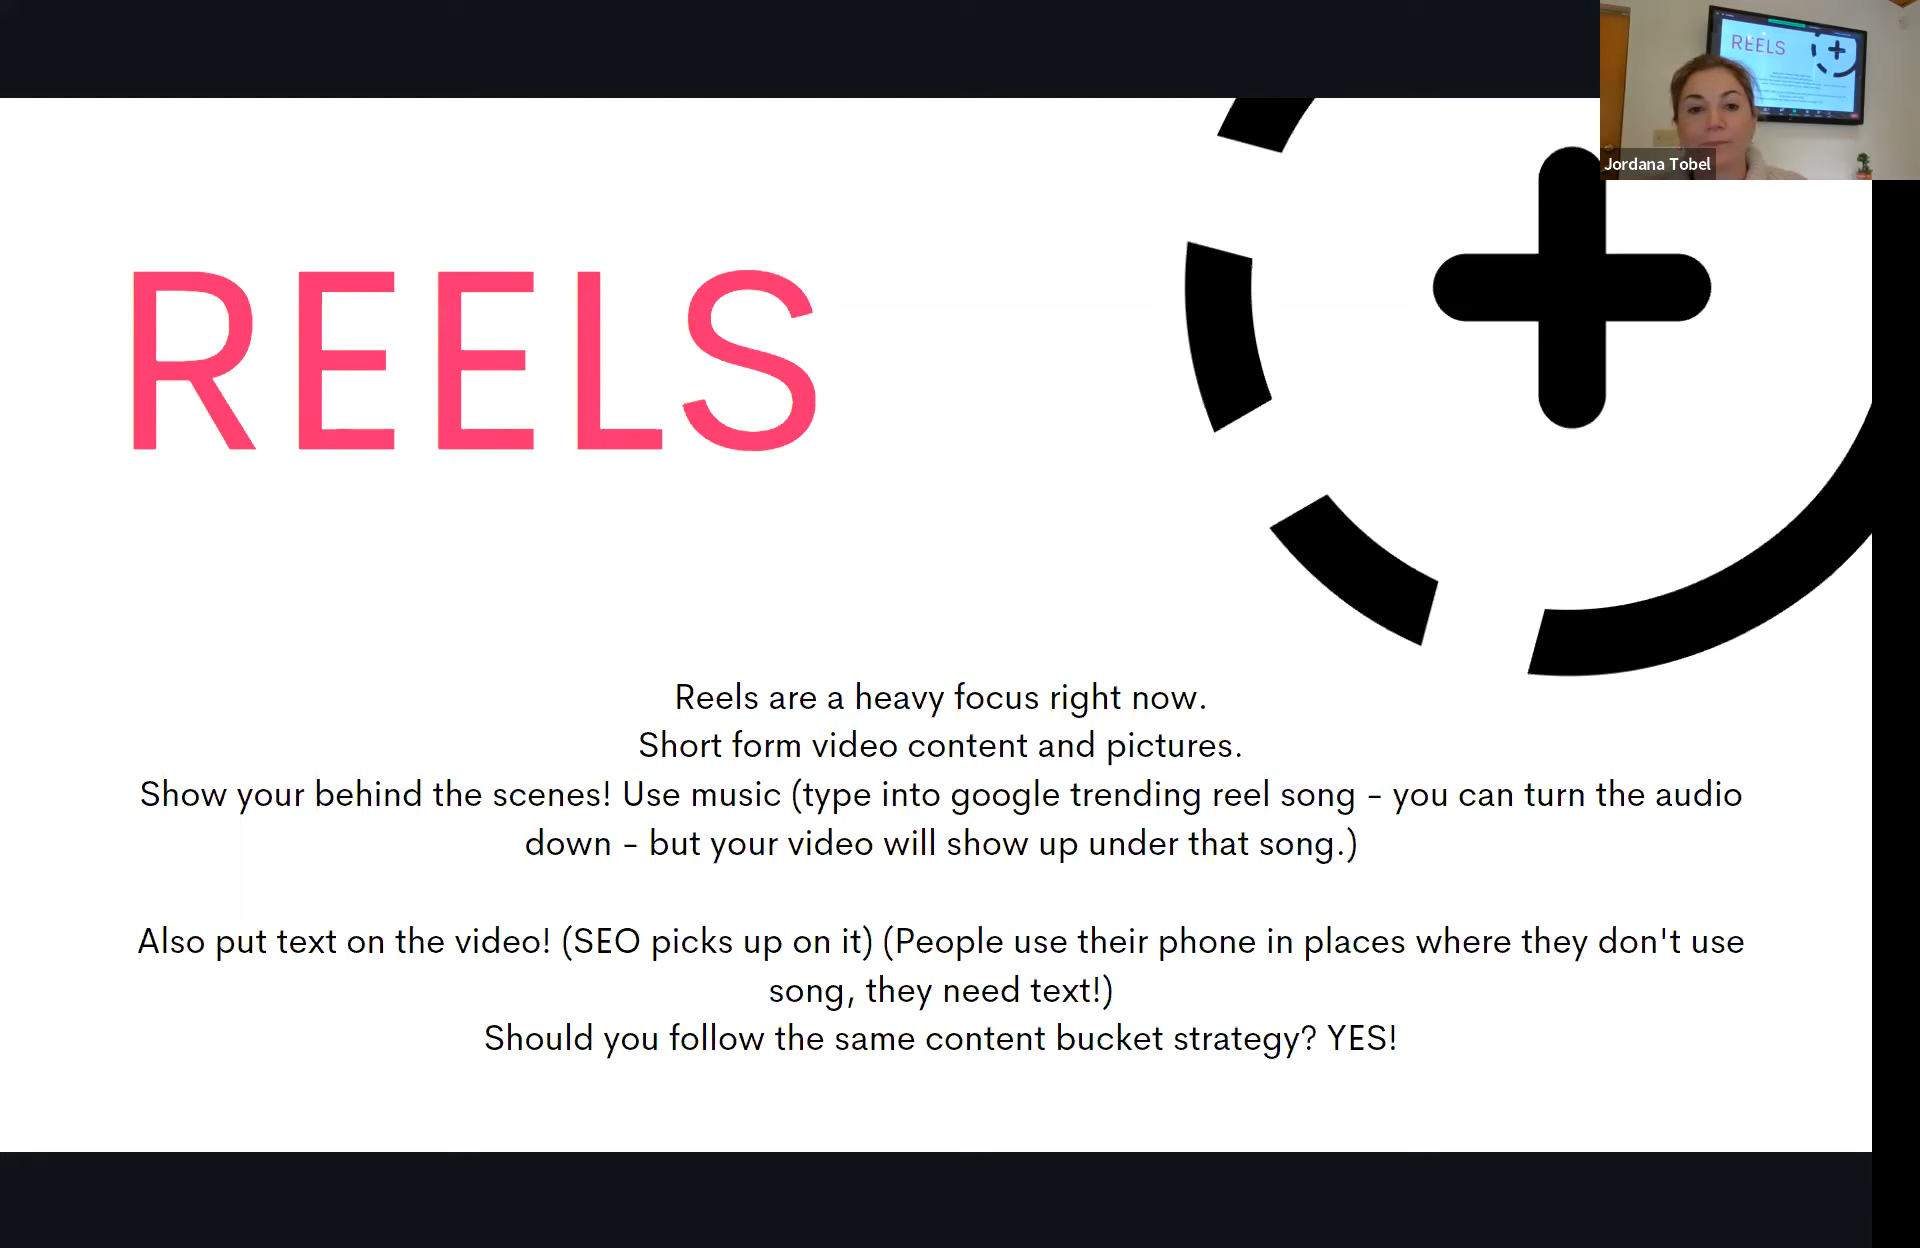 REELS
Jordana Tobel
REELS
Reels are a heavy focus right now.
Short form video content and pictures.
Show your behind the scenes! Use music (type into google trending reel song - you can turn the audio
down - but your video will show up under that song.)
Also put text on the video! (SEO picks up on it) (People use their phone in places where they don't use
song, they need text!)
Should you follow the same content bucket strategy? YES!